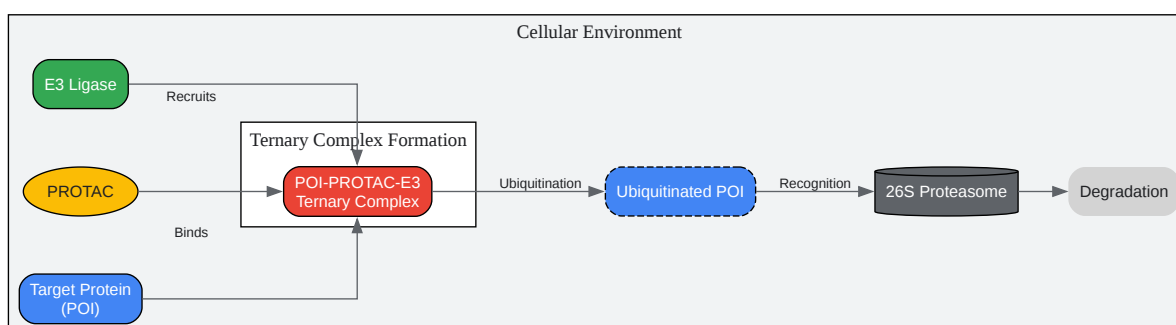 Cellular Environment
E3 Ligase
Recruits
Ternary Complex Formation
PROTAC
POI-PROTAC-E3
Ternary Complex
Ubiquitination
Ubiquitinated POI
Recognition
26S Proteasome
Degradation
Binds
Target Protein
(POI)